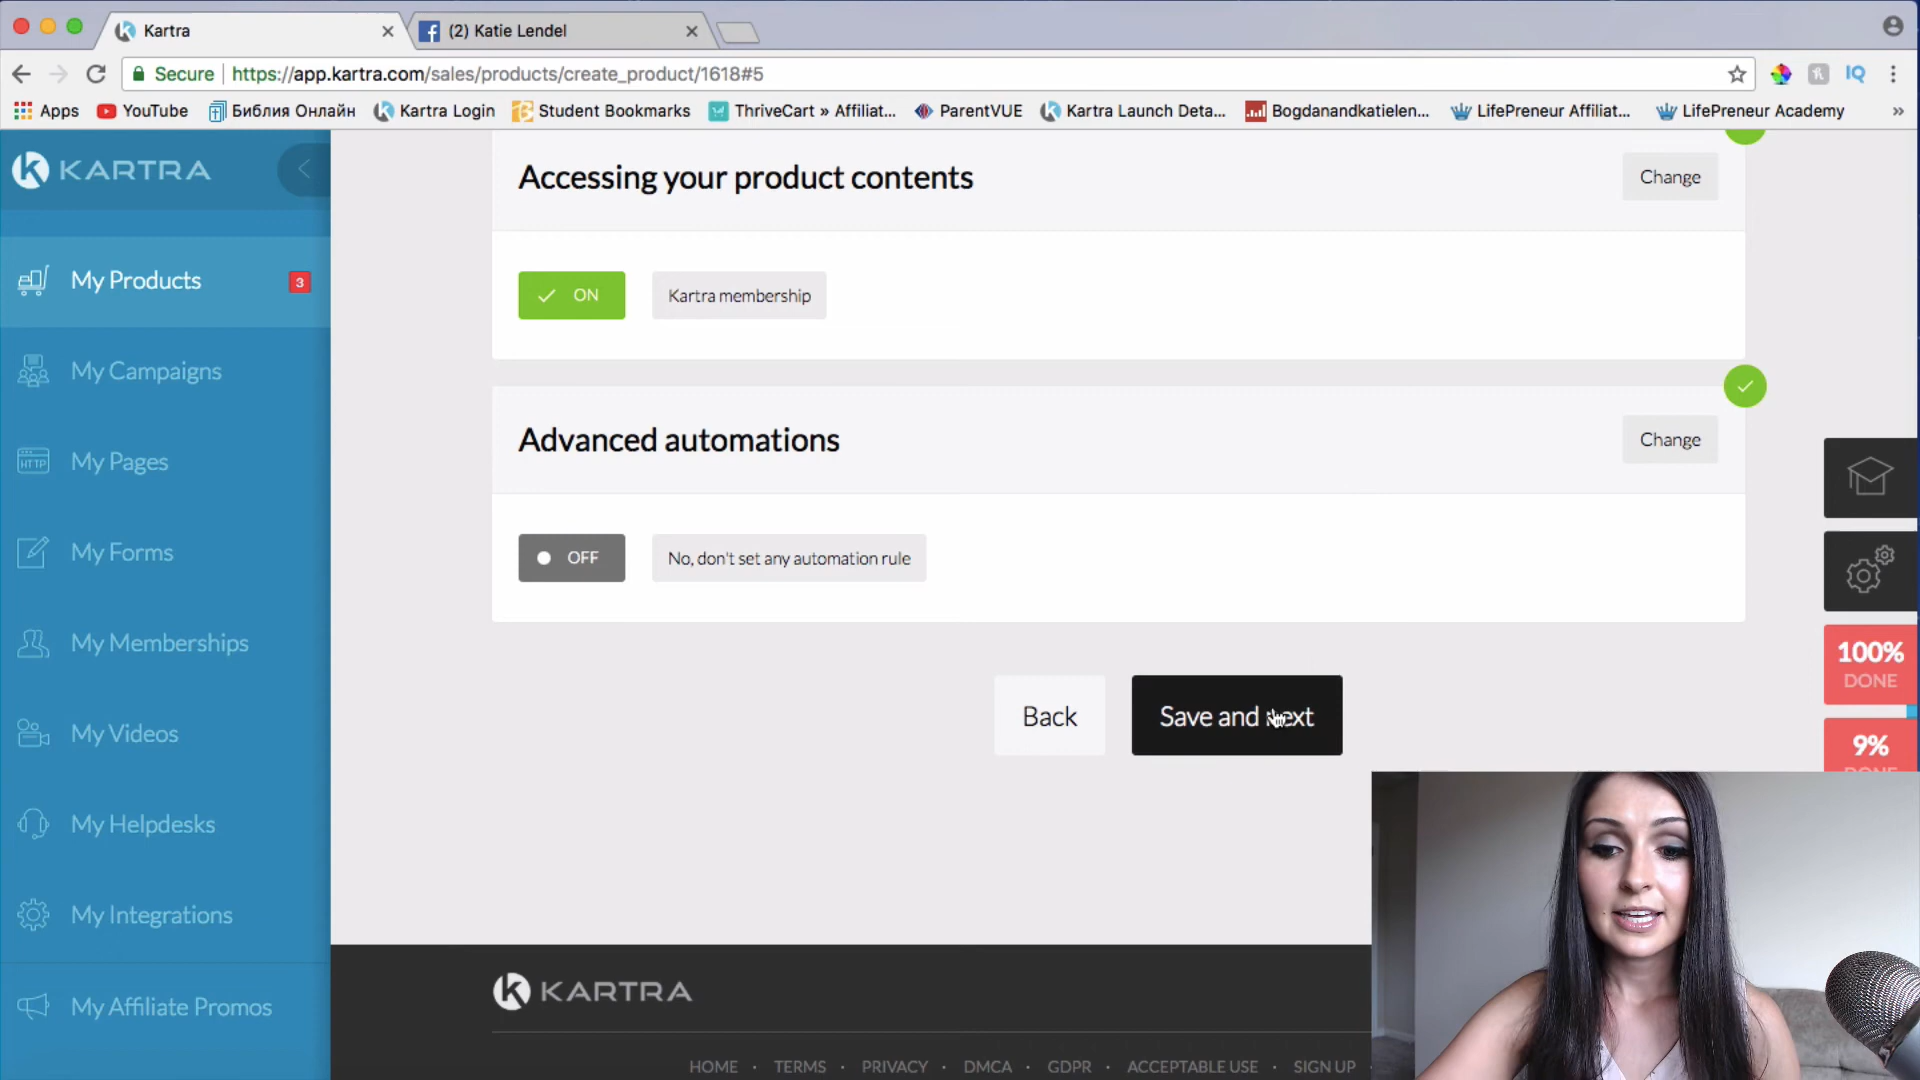 Kartra
(2) Katie Lendel
Secure https://app.kartra.com/sales/products/create_product/1618#5
Apps YouTube Библия Онлайн Kartra Login Student Bookmarks ThriveCart » Affiliat... ParentVUE Kartra Launch Deta... Bogdanandkatielen... LifePreneur Affiliat... LifePreneur Academy »
KARTRA
My Products 3
My Campaigns
HTTP My Pages
My Forms
My Memberships
My Videos
My Helpdesks
My Integrations
My Affiliate Promos
Accessing your product contents Change
ON Kartra membership
Advanced automations Change
OFF No, don't set any automation rule
Back Save and next
100%
DONE
9%
KARTRA
HOME · TERMS · PRIVACY · DMCA · GDPR · ACCEPTABLE USE · SIGN UP